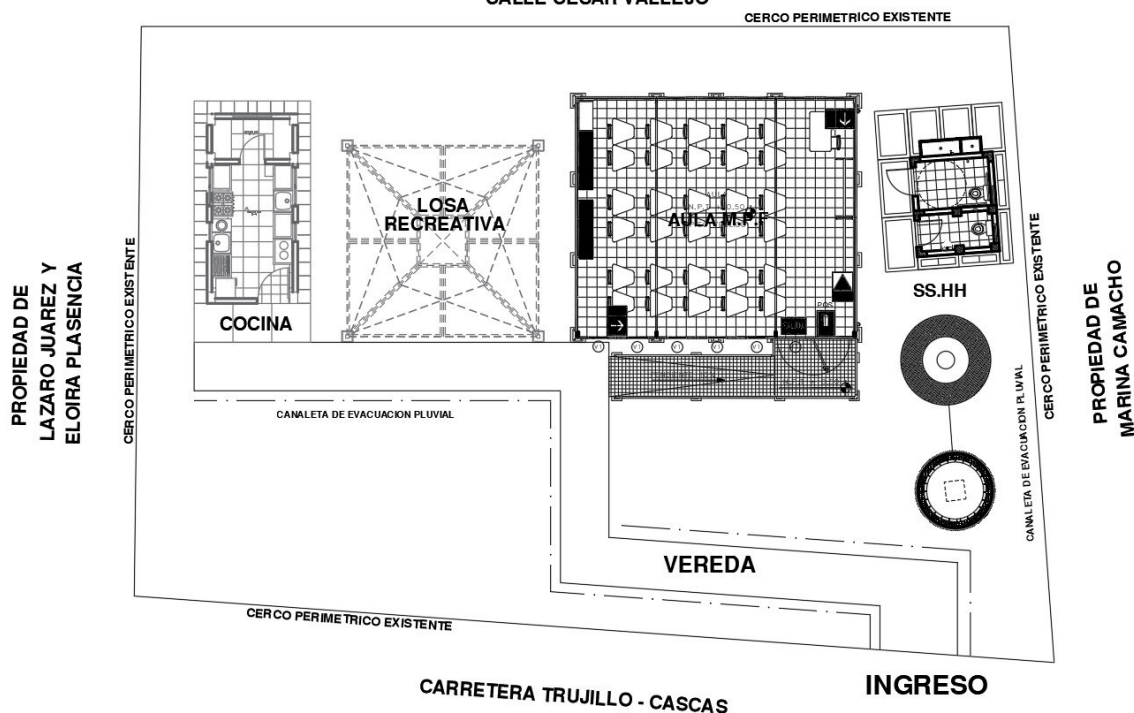 CALLE CESAR VALLEJO
CERCO PERIMETRICO EXISTENTE
LOSA
RECREATIVA
AULA M.P.F
COCINA
SS.HH
PROPIEDAD DE
LAZARO JUAREZ Y
ELOIRA PLASENCIA
CERCO PERIMETRICO EXISTENTE
CERCO PERIMETRICO EXISTENTE
PROPIEDAD DE
MARINA CAMACHO
PQS
SALIDA
CANALETA DE EVACUACION PLUVIAL
CANALETA DE EVACUACION PLUVIAL
VEREDA
CERCO PERIMETRICO EXISTENTE
INGRESO
CARRETERA TRUJILLO - CASCAS